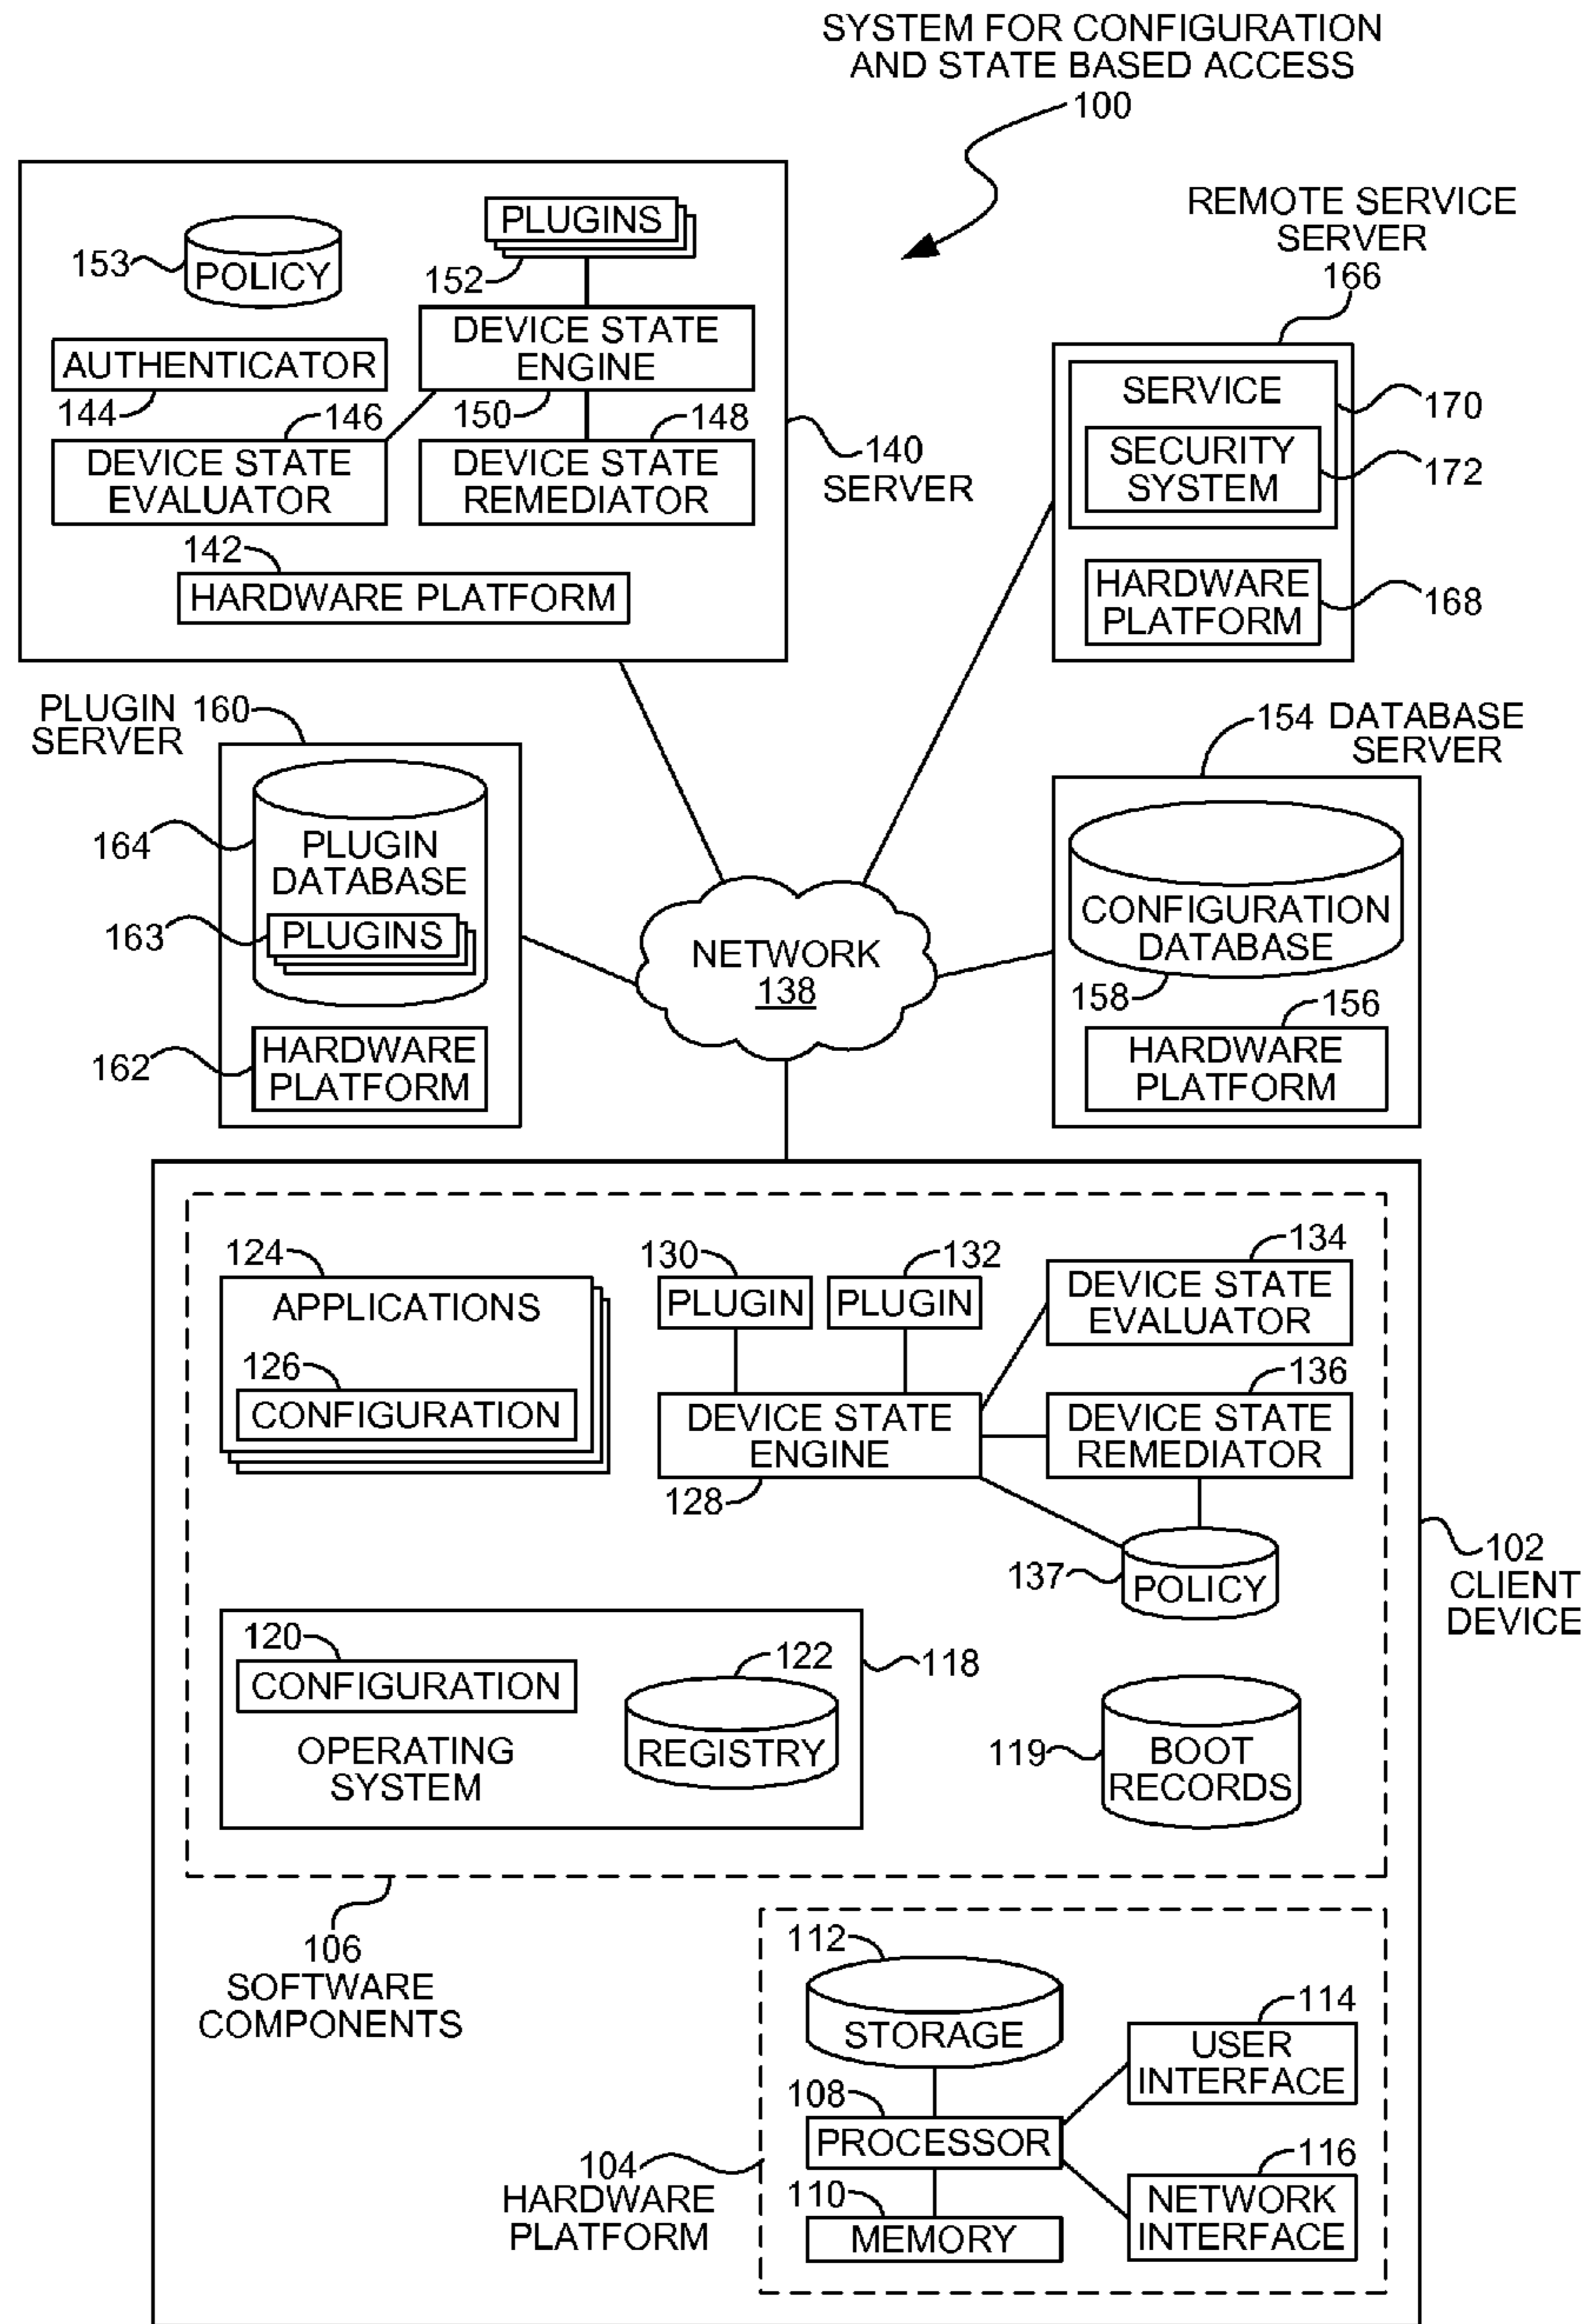 SYSTEM FOR CONFIGURATION
AND STATE BASED ACCESS
100
153
POLICY
PLUGINS
152
DEVICE STATE
ENGINE
150
AUTHENTICATOR
144
146
DEVICE STATE
EVALUATOR
148
DEVICE STATE
REMEDIATOR
142
HARDWARE PLATFORM
140
SERVER
REMOTE SERVICE
SERVER
166
SERVICE
170
SECURITY
SYSTEM
172
HARDWARE
PLATFORM
168
PLUGIN 160
SERVER
164
PLUGIN
DATABASE
163
PLUGINS
162
HARDWARE
PLATFORM
NETWORK
138
154 DATABASE
SERVER
CONFIGURATION
DATABASE
158
156
HARDWARE
PLATFORM
124
APPLICATIONS
126
CONFIGURATION
130
PLUGIN
132
PLUGIN
134
DEVICE STATE
EVALUATOR
DEVICE STATE
ENGINE
128
136
DEVICE STATE
REMEDIATOR
137
POLICY
102
CLIENT
DEVICE
120
CONFIGURATION
OPERATING
SYSTEM
122
REGISTRY
118
119
BOOT
RECORDS
106
SOFTWARE
COMPONENTS
112
STORAGE
114
USER
INTERFACE
108
PROCESSOR
104
HARDWARE
PLATFORM
110
MEMORY
116
NETWORK
INTERFACE